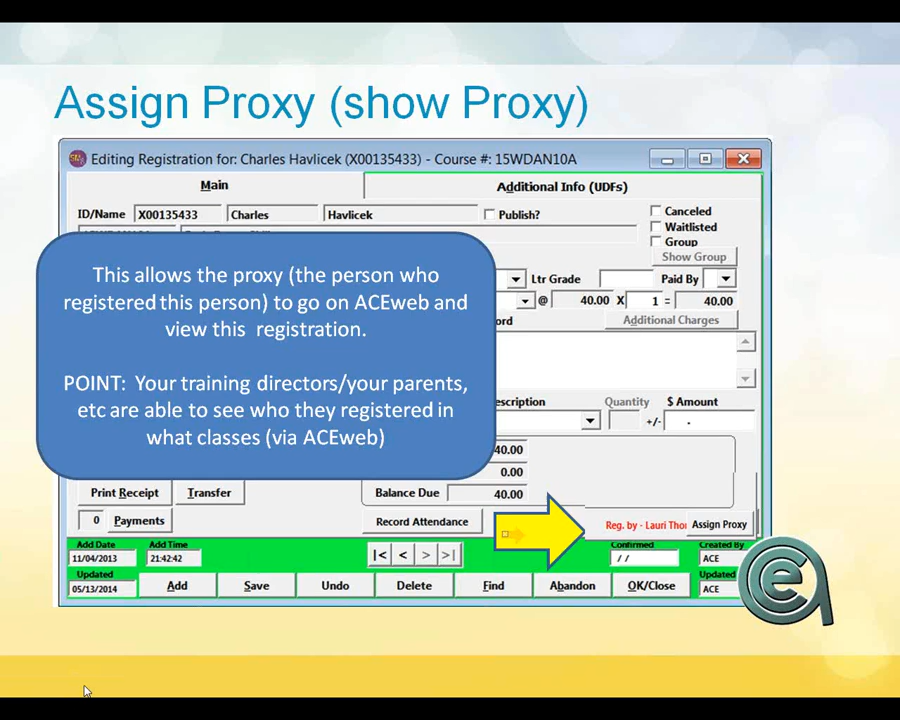 Assign Proxy (show Proxy)
Editing Registration for: Charles Havlicek (X00135433) - Course #: 15WDAN10A
Main
Additional Info (UDFs)
ID/Name X00135433 Charles Havlicek Publish?
Canceled
Waitlisted
Group
Show Group
This allows the proxy (the person who
registered this person) to go on ACEweb and
view this registration.
POINT: Your training directors/your parents,
etc are able to see who they registered in
what classes (via ACEweb)
Ltr Grade Paid By
@ 40.00 X 1 = 40.00
Additional Charges
Quantity $ Amount
+/- .
40.00
0.00
Print Receipt Transfer Balance Due 40.00
0 Payments Record Attendance Reg. by - Lauri Assign Proxy
Add Date Add Time Confirmed Created By
11/04/2013 21:42:42 |< < > >| / / ACE
Updated Updated
05/13/2014 Add Save Undo Delete Find Abandon OK/Close ACE